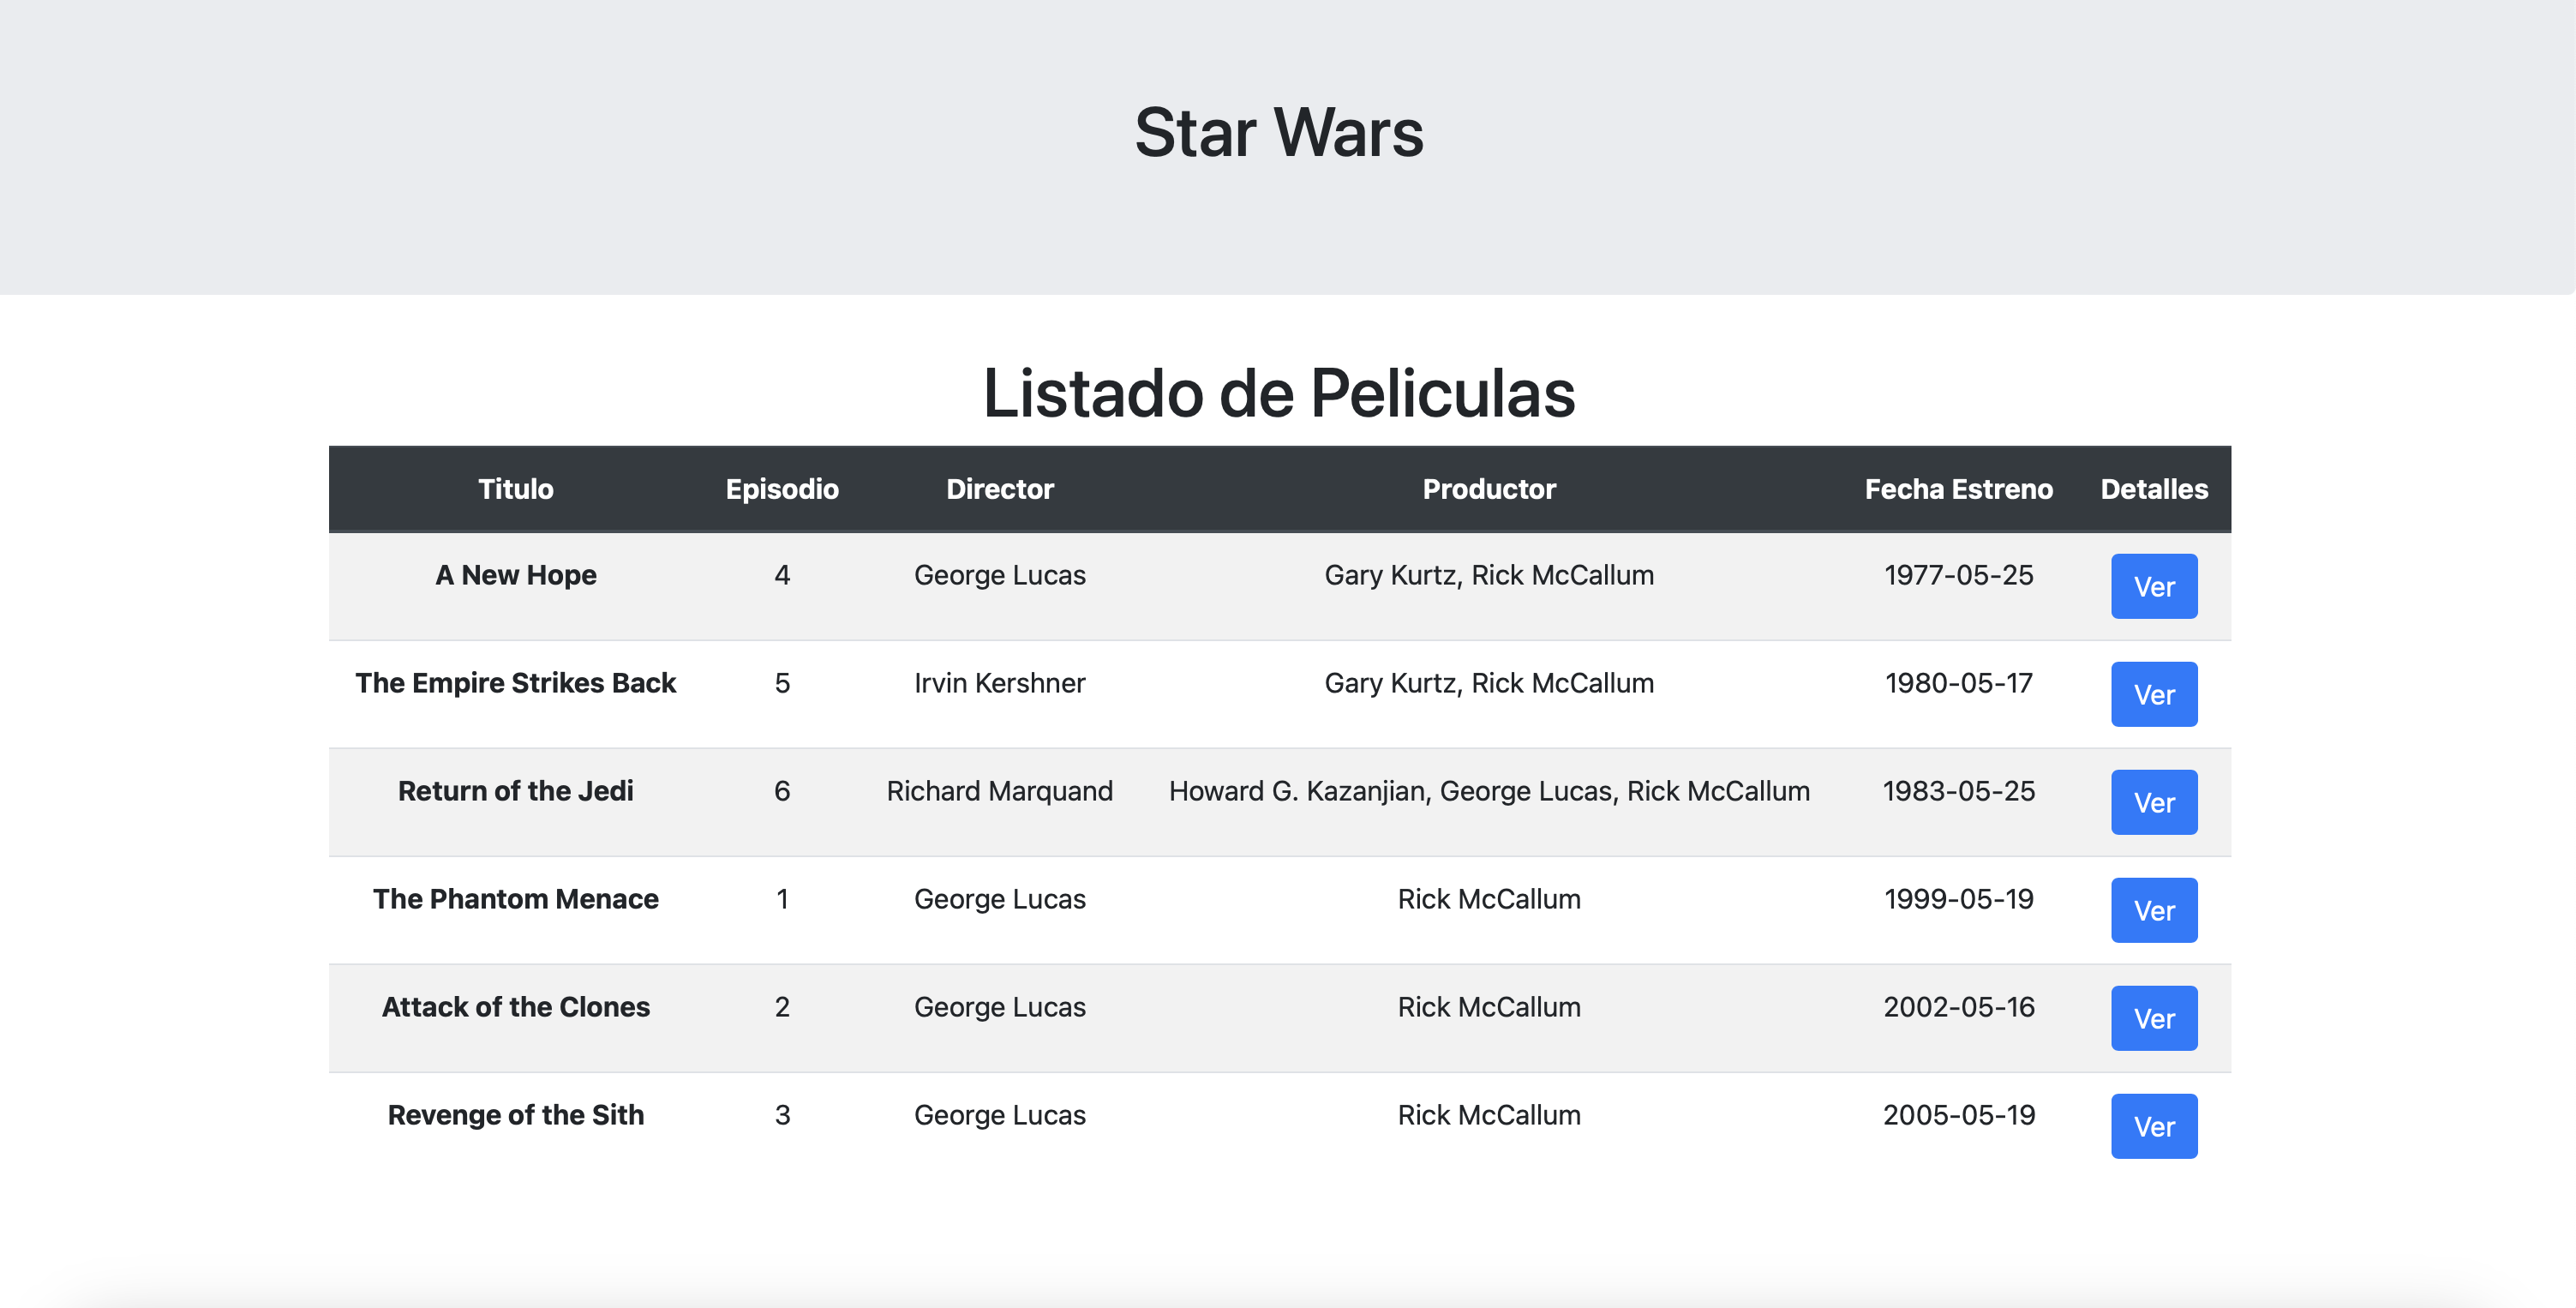 Star Wars
Listado de Peliculas
Titulo Episodio Director Productor Fecha Estreno Detalles
A New Hope 4 George Lucas Gary Kurtz, Rick McCallum 1977-05-25 Ver
The Empire Strikes Back 5 Irvin Kershner Gary Kurtz, Rick McCallum 1980-05-17 Ver
Return of the Jedi 6 Richard Marquand Howard G. Kazanjian, George Lucas, Rick McCallum 1983-05-25 Ver
The Phantom Menace 1 George Lucas Rick McCallum 1999-05-19 Ver
Attack of the Clones 2 George Lucas Rick McCallum 2002-05-16 Ver
Revenge of the Sith 3 George Lucas Rick McCallum 2005-05-19 Ver